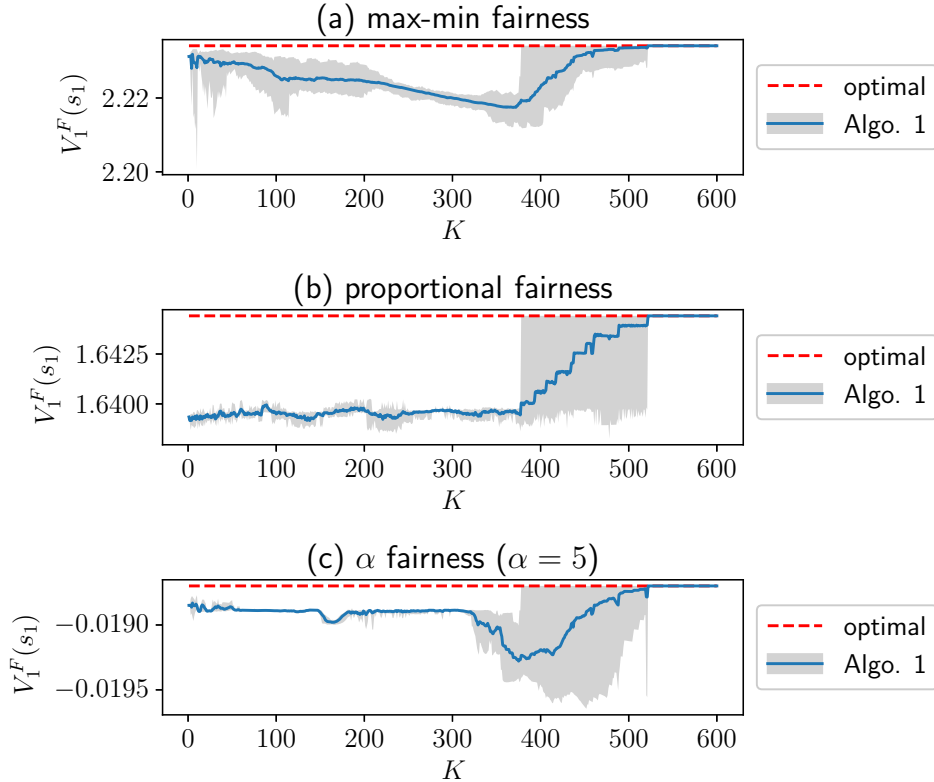 (a) max-min fairness
V_1^F(s_1)
2.22
2.20
0 100 200 300 400 500 600
K
optimal
Algo. 1
(b) proportional fairness
V_1^F(s_1)
1.6425
1.6400
0 100 200 300 400 500 600
K
optimal
Algo. 1
(c) α fairness (α = 5)
V_1^F(s_1)
−0.0190
−0.0195
0 100 200 300 400 500 600
K
optimal
Algo. 1